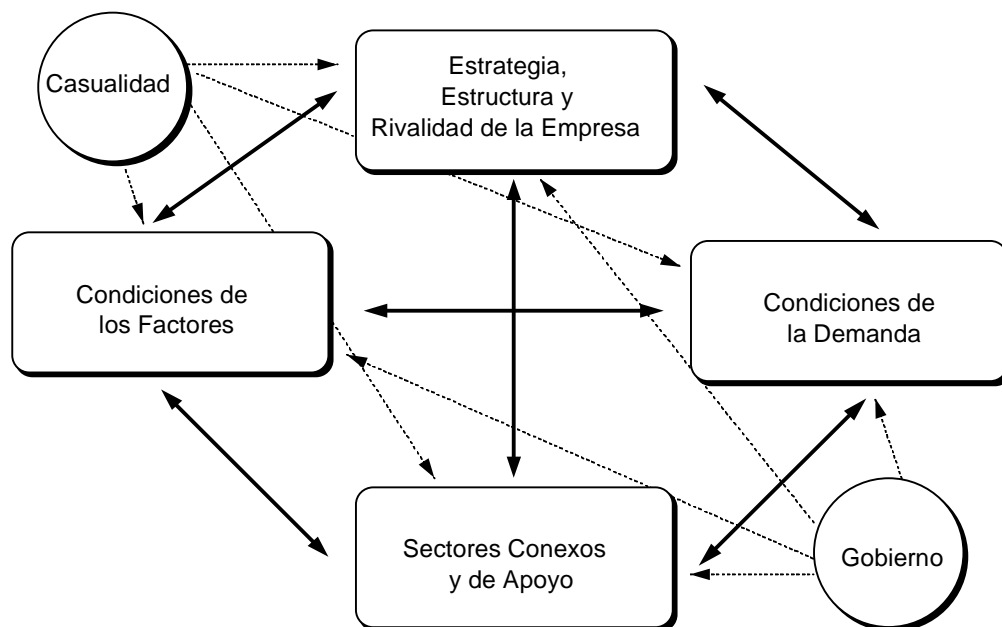 Casualidad
Estrategia,
Estructura y
Rivalidad de la Empresa
Condiciones de
los Factores
Condiciones de
la Demanda
Sectores Conexos
y de Apoyo
Gobierno